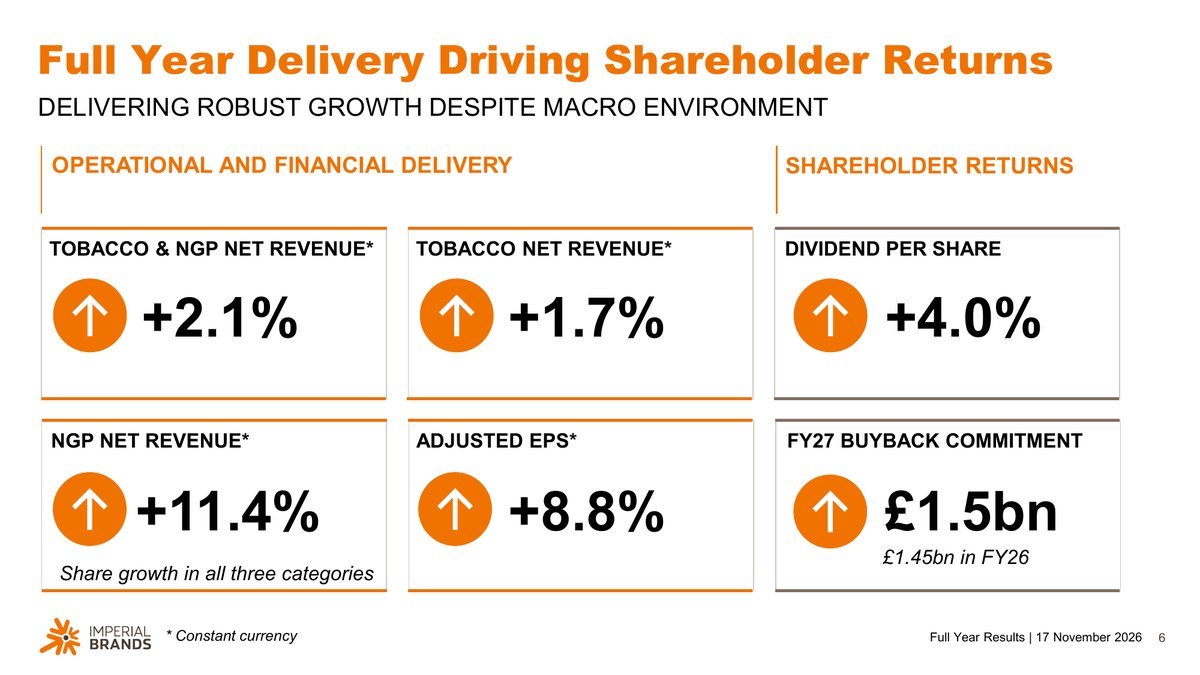 Full Year Delivery Driving Shareholder Returns
DELIVERING ROBUST GROWTH DESPITE MACRO ENVIRONMENT
OPERATIONAL AND FINANCIAL DELIVERY
SHAREHOLDER RETURNS
TOBACCO & NGP NET REVENUE*
+2.1%
TOBACCO NET REVENUE*
+1.7%
DIVIDEND PER SHARE
+4.0%
NGP NET REVENUE*
+11.4%
Share growth in all three categories
ADJUSTED EPS*
+8.8%
FY27 BUYBACK COMMITMENT
£1.5bn
£1.45bn in FY26
IMPERIAL
BRANDS
* Constant currency
Full Year Results | 17 November 2026 6